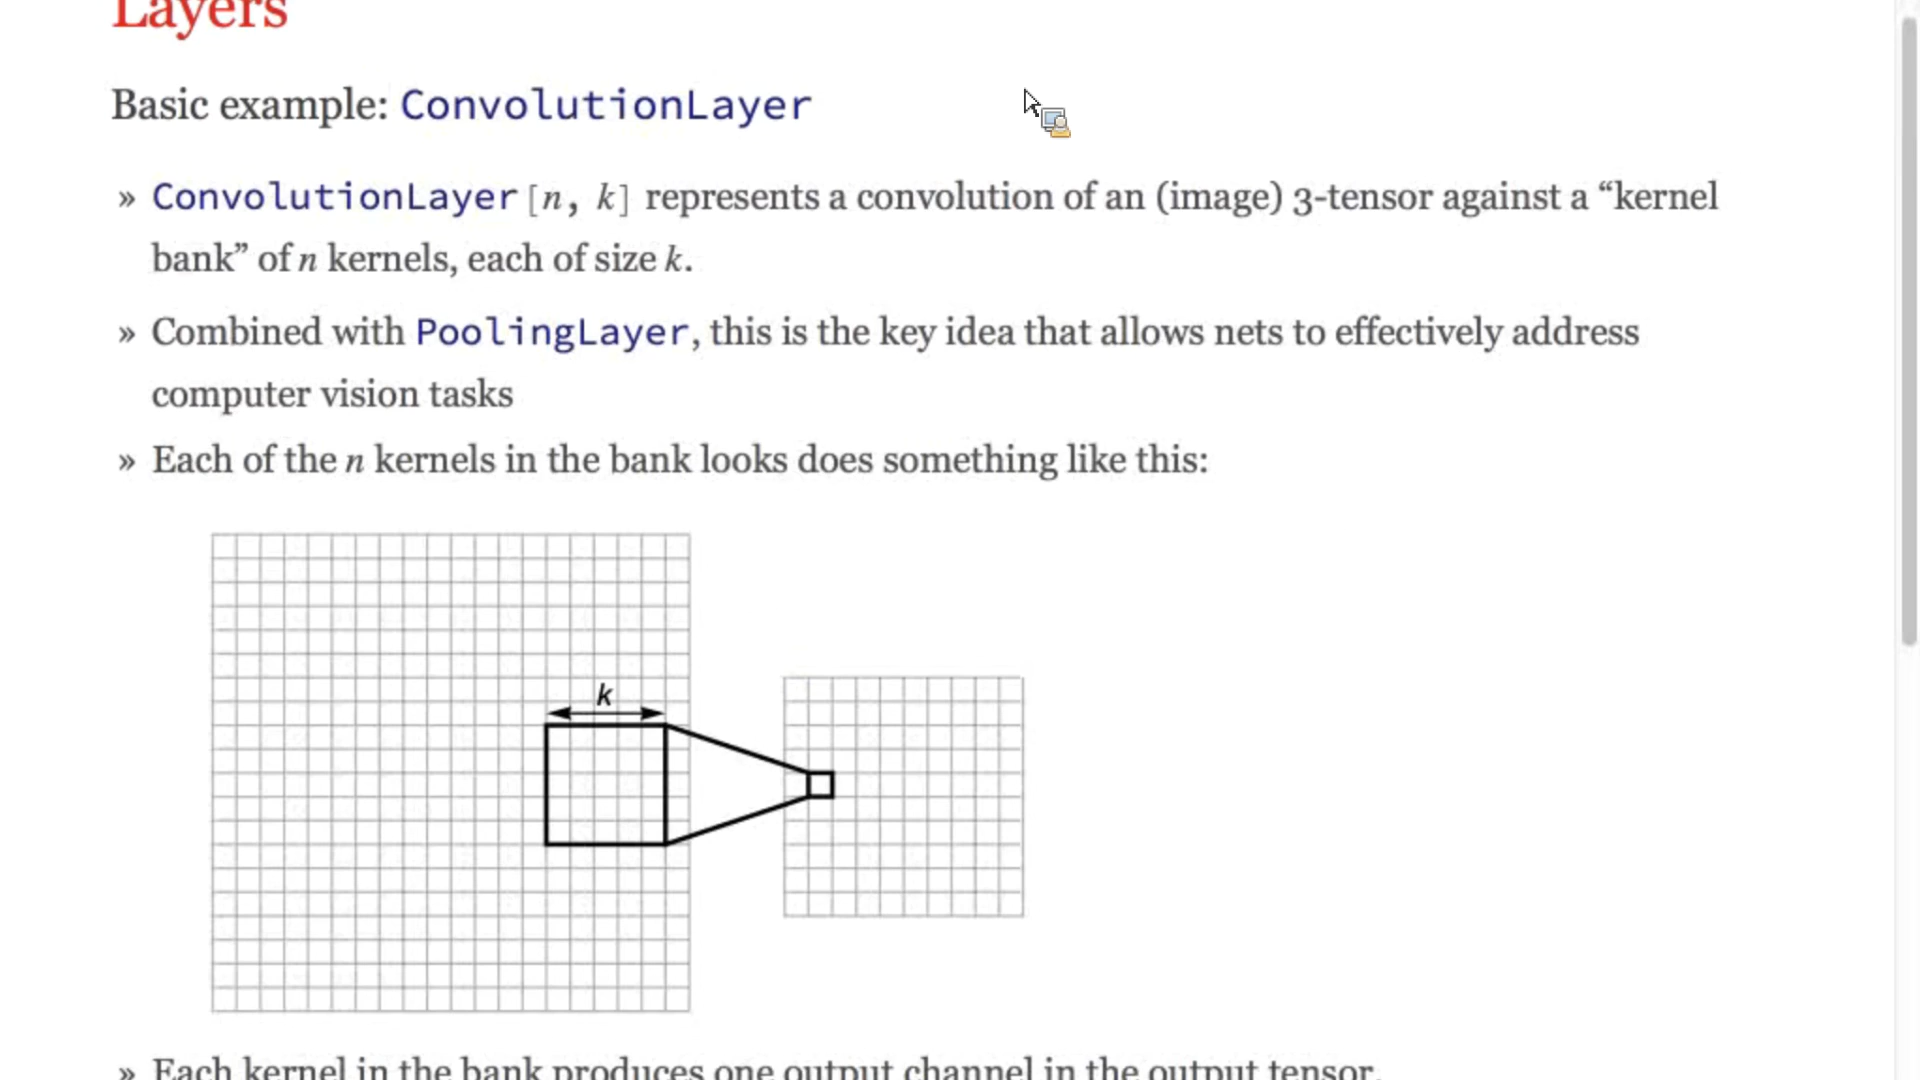 Layers
Basic example: ConvolutionLayer
» ConvolutionLayer[n, k] represents a convolution of an (image) 3-tensor against a “kernel
bank” of n kernels, each of size k.
» Combined with PoolingLayer, this is the key idea that allows nets to effectively address
computer vision tasks
» Each of the n kernels in the bank looks does something like this:
k
» Each kernel in the bank produces one output channel in the output tensor.